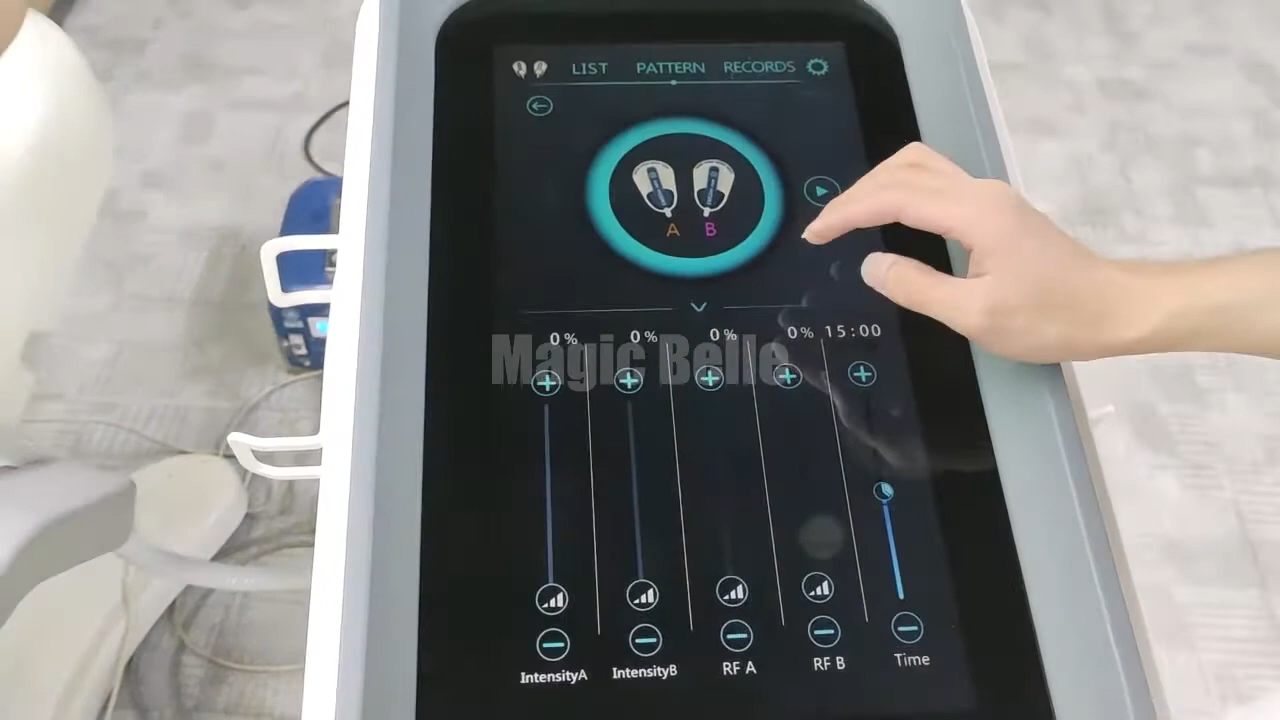 LIST PATTERN RECORDS
A B
0% 0% 0% 0% 15:00
Magic Belle
IntensityA IntensityB RF A RF B Time